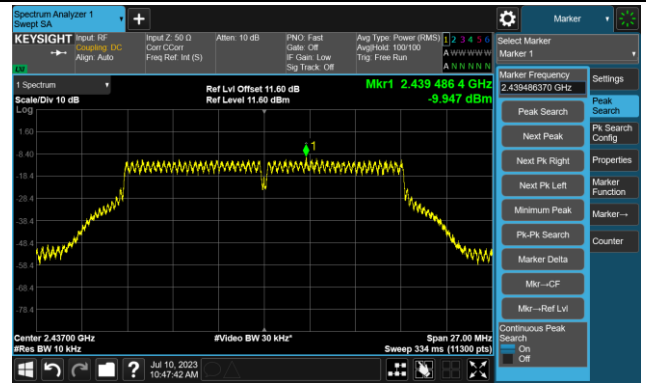 Spectrum Analyzer 1
Swept SA
Marker
KEYSIGHT
Input: RF
Coupling: DC
Align: Auto
Input Z: 50 Ω
Corr CCorr
Freq Ref: Int (S)
Atten: 10 dB
PNO: Fast
Gate: Off
IF Gain: Low
Sig Track: Off
Avg Type: Power (RMS)
Avg|Hold: 100/100
Trig: Free Run
1 2 3 4 5 6
A W W W W W
A N N N N N
Select Marker
Marker 1
1 Spectrum
Scale/Div 10 dB
Log
Ref Lvl Offset 11.60 dB
Ref Level 11.60 dBm
Mkr1 2.439 486 4 GHz
-9.947 dBm
1.60
-8.40
-18.4
-28.4
-38.4
-48.4
-58.4
-68.4
-78.4
1
Center 2.43700 GHz
#Res BW 10 kHz
#Video BW 30 kHz*
Span 27.00 MHz
Sweep 334 ms (11300 pts)
Marker Frequency
2.439486370 GHz
Peak Search
Next Peak
Next Pk Right
Next Pk Left
Minimum Peak
Pk-Pk Search
Marker Delta
Mkr→CF
Mkr→Ref Lvl
Continuous Peak
Search
On
Off
Settings
Peak
Search
Pk Search
Config
Properties
Marker
Function
Marker→
Counter
?
Jul 10, 2023
10:47:42 AM